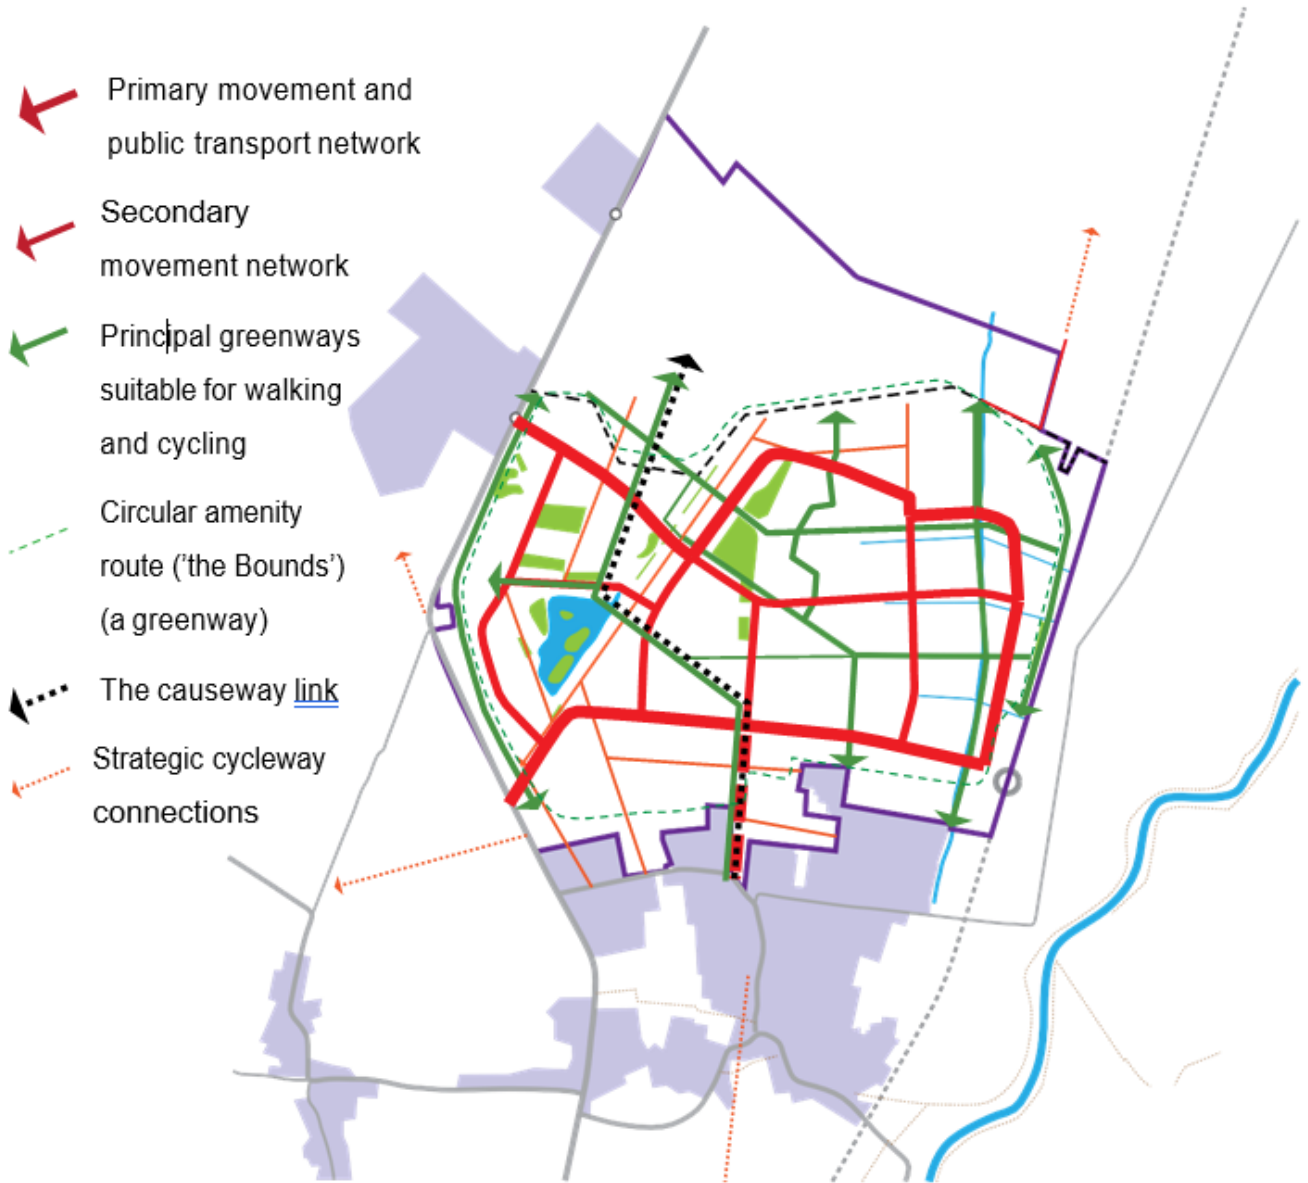 Primary movement and
public transport network
Secondary
movement network
Principal greenways
suitable for walking
and cycling
Circular amenity
route (’the Bounds’)
(a greenway)
The causeway link
Strategic cycleway
connections